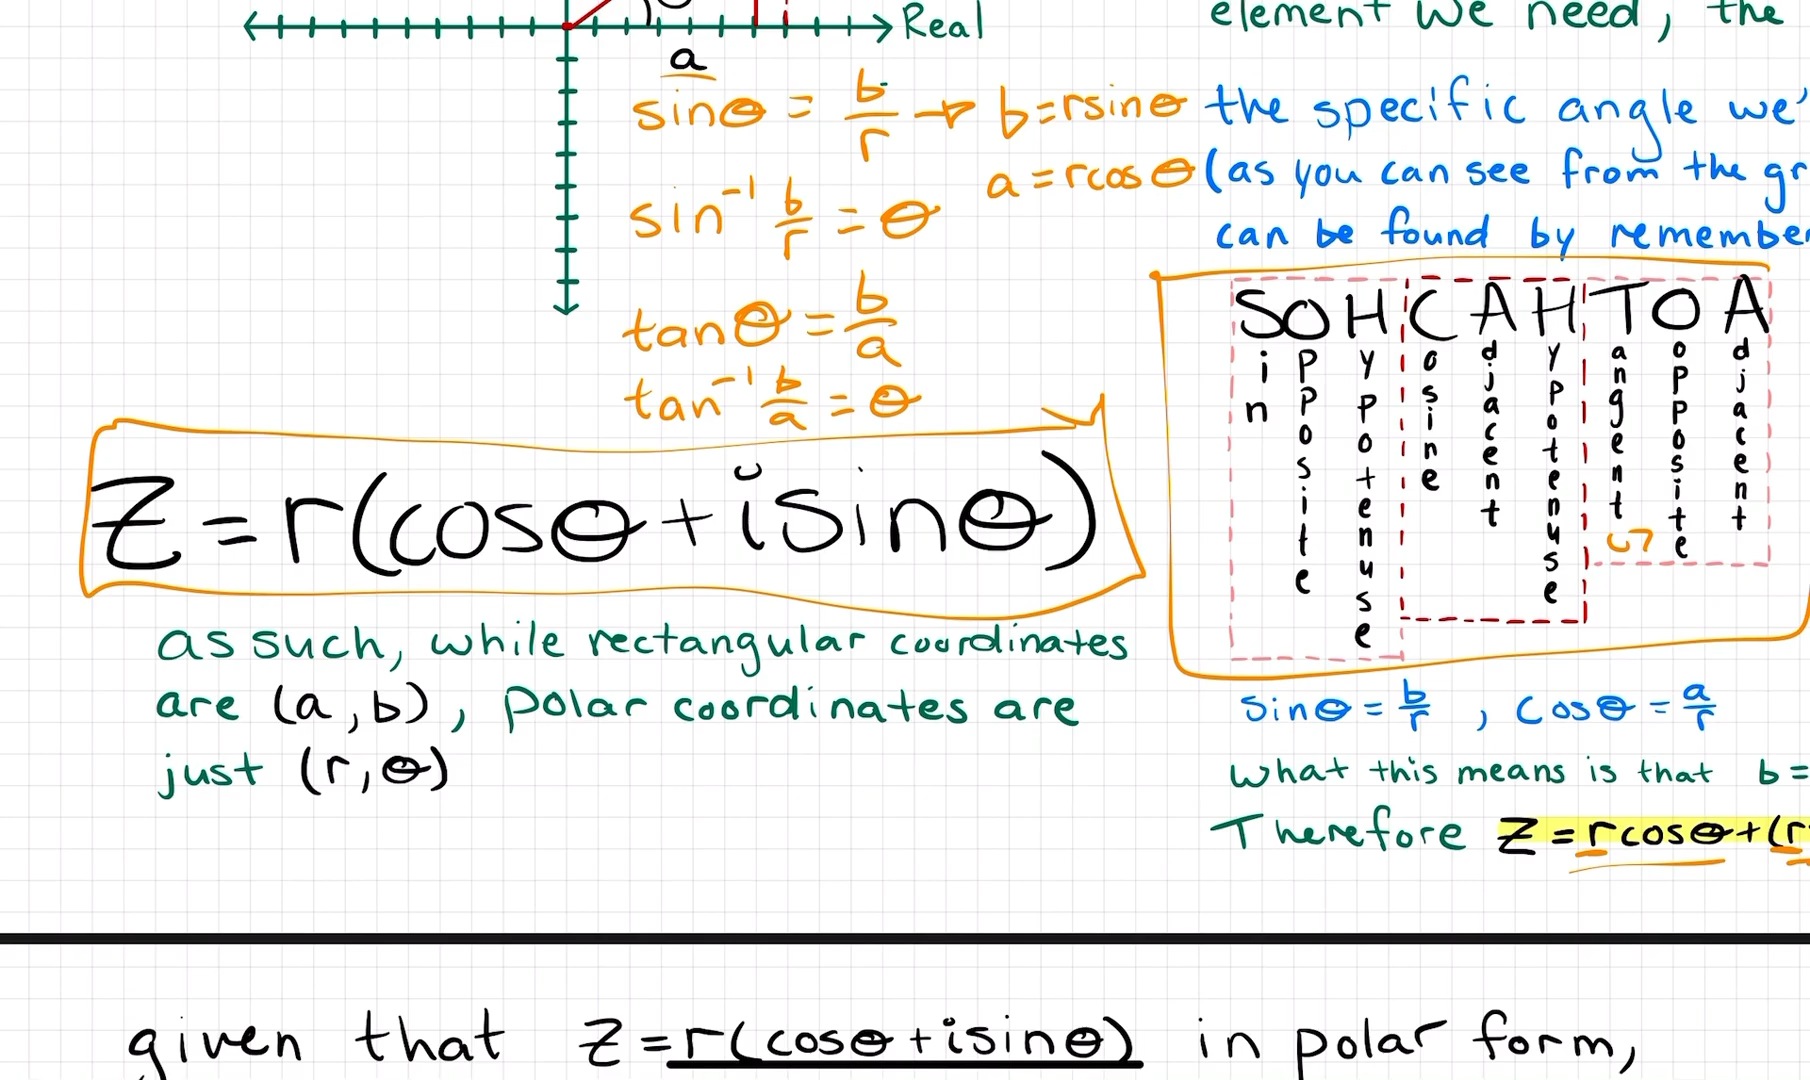 Real
a
sinθ = b/r → b=rsinθ
a=rcosθ
sin⁻¹ b/r = θ
tanθ = b/a
tan⁻¹ b/a = θ
z=r(cosθ+isinθ)
as such, while rectangular coordinates
are (a,b), polar coordinates are
just (r,θ)
element we need, the
the specific angle we'
(as you can see from the gr
can be found by remember
SOHCAHTOA
Sin
Opposite
Hypotenuse
Cosine
Adjacent
Hypotenuse
Tangent
Opposite
Adjacent
sinθ = b/r , cosθ = a/r
what this means is that b=
Therefore z=rcosθ+(r
given that z=r(cosθ+isinθ) in polar form,